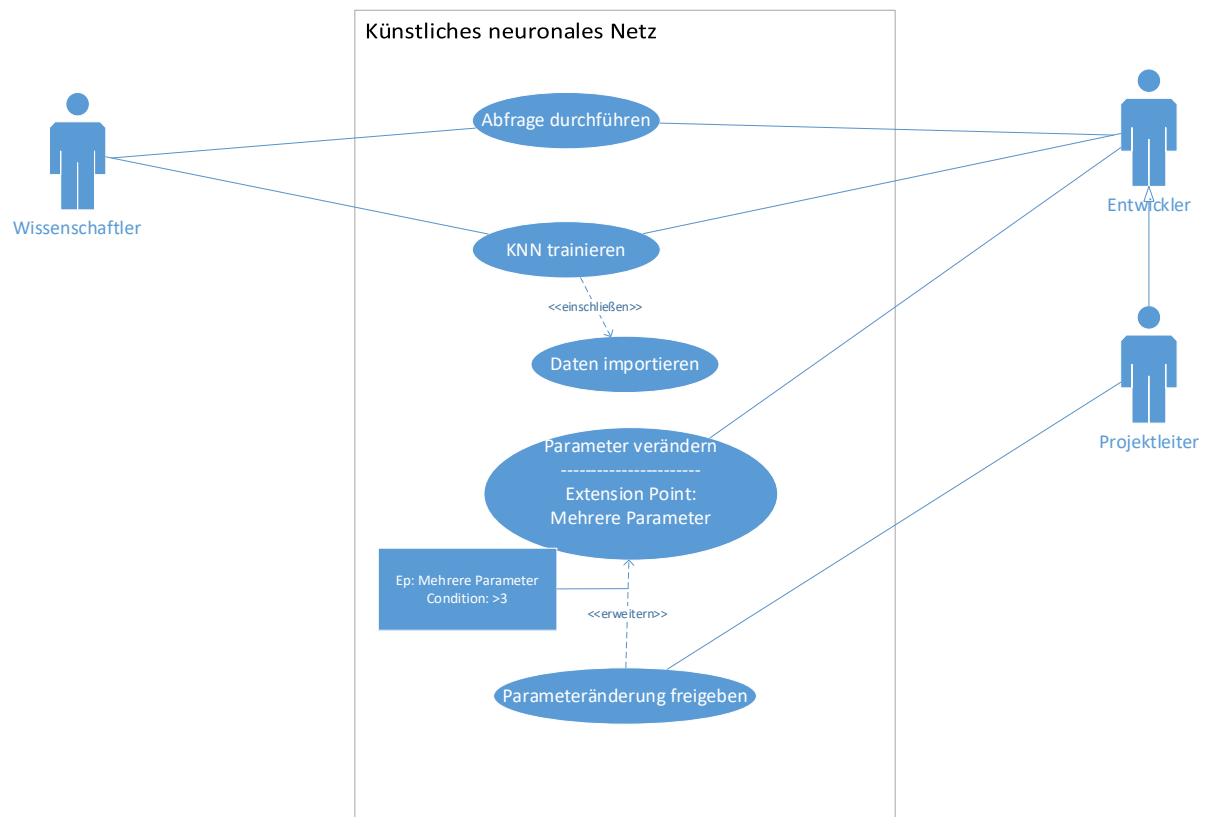 Künstliches neuronales Netz
Abfrage durchführen
Wissenschaftler
Entwickler
KNN trainieren
<<einschließen>>
Daten importieren
Projektleiter
Parameter verändern
-----------------------
Extension Point:
Mehrere Parameter
Ep: Mehrere Parameter
Condition: >3
<<erweitern>>
Parameteränderung freigeben